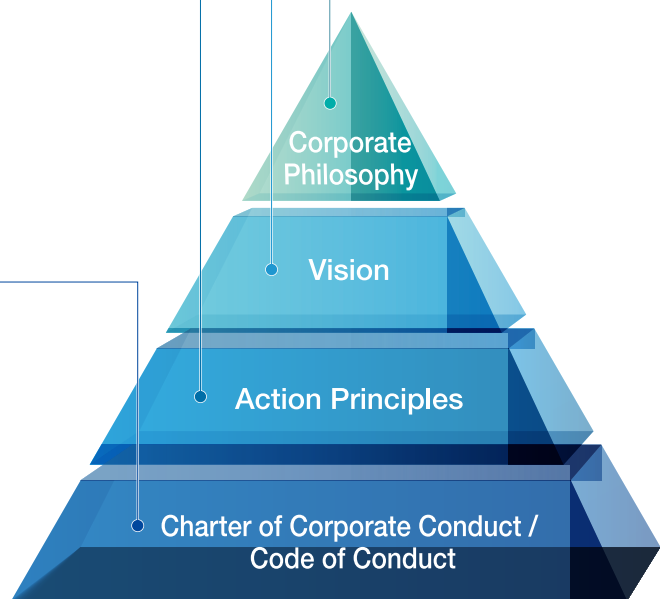 Corporate
Philosophy
Vision
Action Principles
Charter of Corporate Conduct /
Code of Conduct